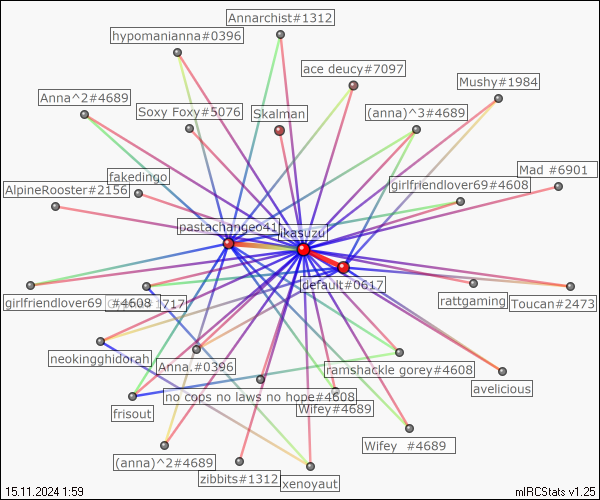 Annarchist#1312
hypomanianna#0396
ace deucy#7097
Mushy#1984
Anna^2#4689
Soxy Foxy#5076
Skalman
(anna)^3#4689
Mad #6901
fakedingo
girlfriendlover69#4608
AlpineRooster#2156
pastachangeo41
ikasuzu
default#0617
rattgaming
girlfriendlover69 #4608
1717
Toucan#2473
neokingghidorah
Anna.#0396
ramshackle gorey#4608
avelicious
no cops no laws no hope#4608
frisout
Wifey#4689
Wifey #4689
(anna)^2#4689
zibbits#1312
xenoyaut
15.11.2024 1:59
mIRCStats v1.25